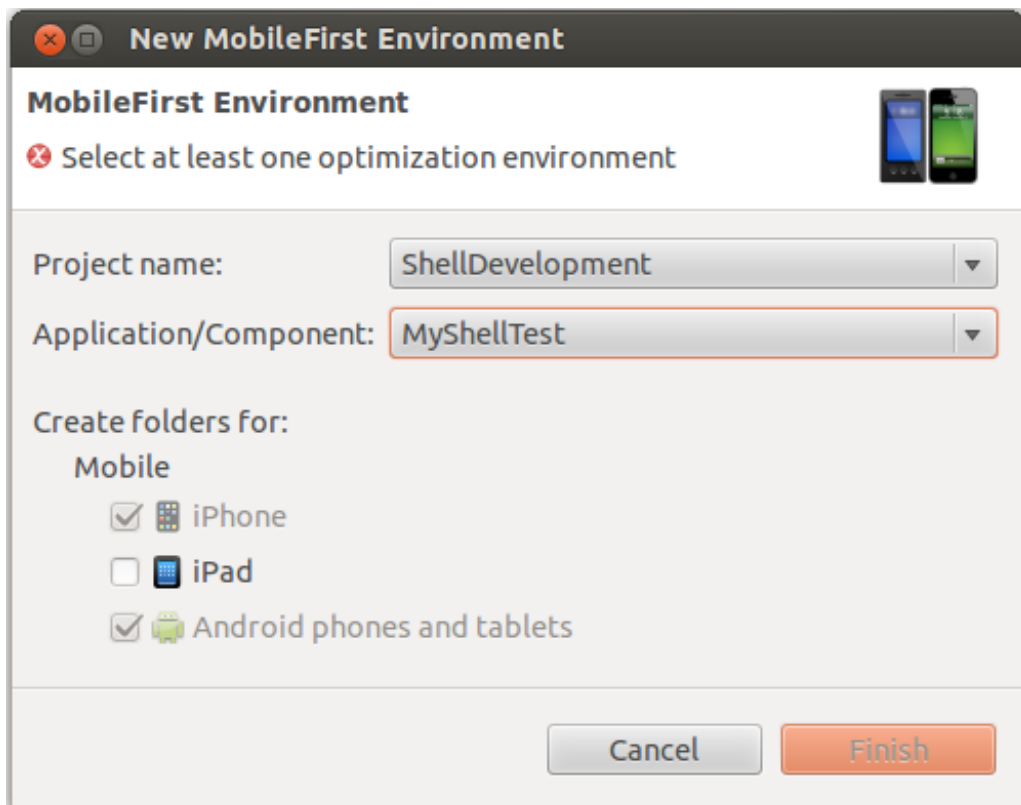 New MobileFirst Environment
MobileFirst Environment
Select at least one optimization environment
Project name: ShellDevelopment
Application/Component: MyShellTest
Create folders for:
Mobile
iPhone
iPad
Android phones and tablets
Cancel Finish